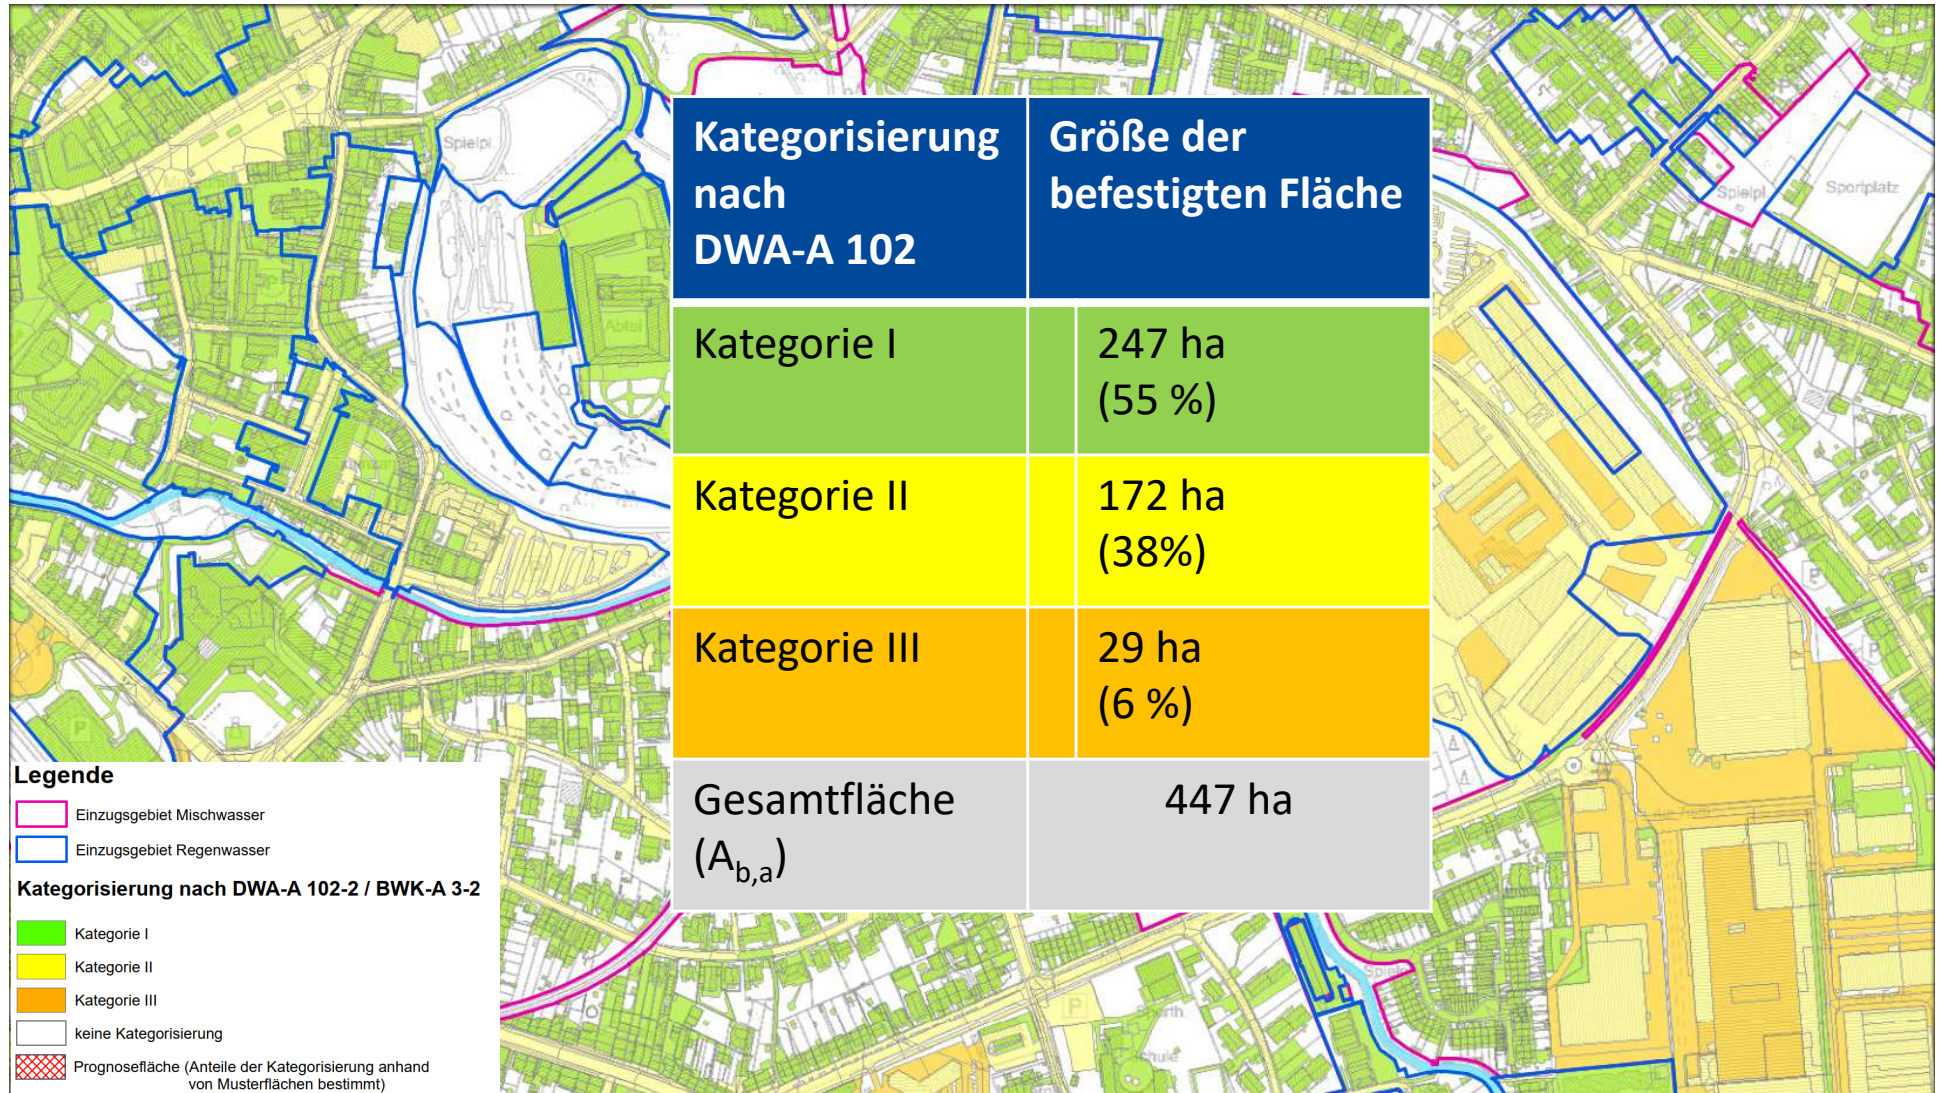 Kategorisierung
nach
DWA-A 102
Größe der
befestigten Fläche
Kategorie I
247 ha
(55 %)
Kategorie II
172 ha
(38%)
Kategorie III
29 ha
(6 %)
Gesamtfläche
(Ab,a)
447 ha
Spielpl.
Abtei
Spielpl.
Sportplatz
P
P
P
P
Legende
Einzugsgebiet Mischwasser
Einzugsgebiet Regenwasser
Kategorisierung nach DWA-A 102-2 / BWK-A 3-2
Kategorie I
Kategorie II
Kategorie III
keine Kategorisierung
Prognosefläche (Anteile der Kategorisierung anhand
von Musterflächen bestimmt)